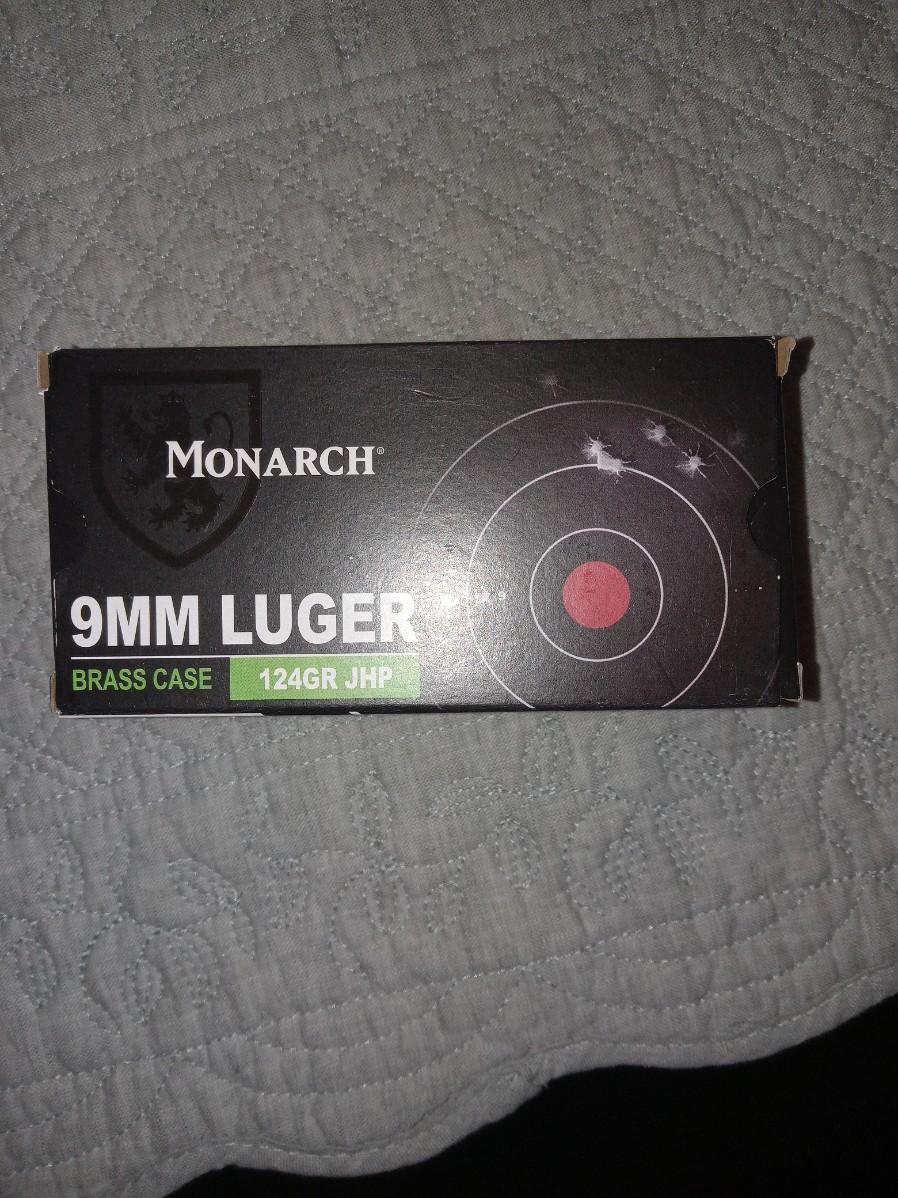 MONARCH®
9MM LUGER
BRASS CASE 124GR JHP